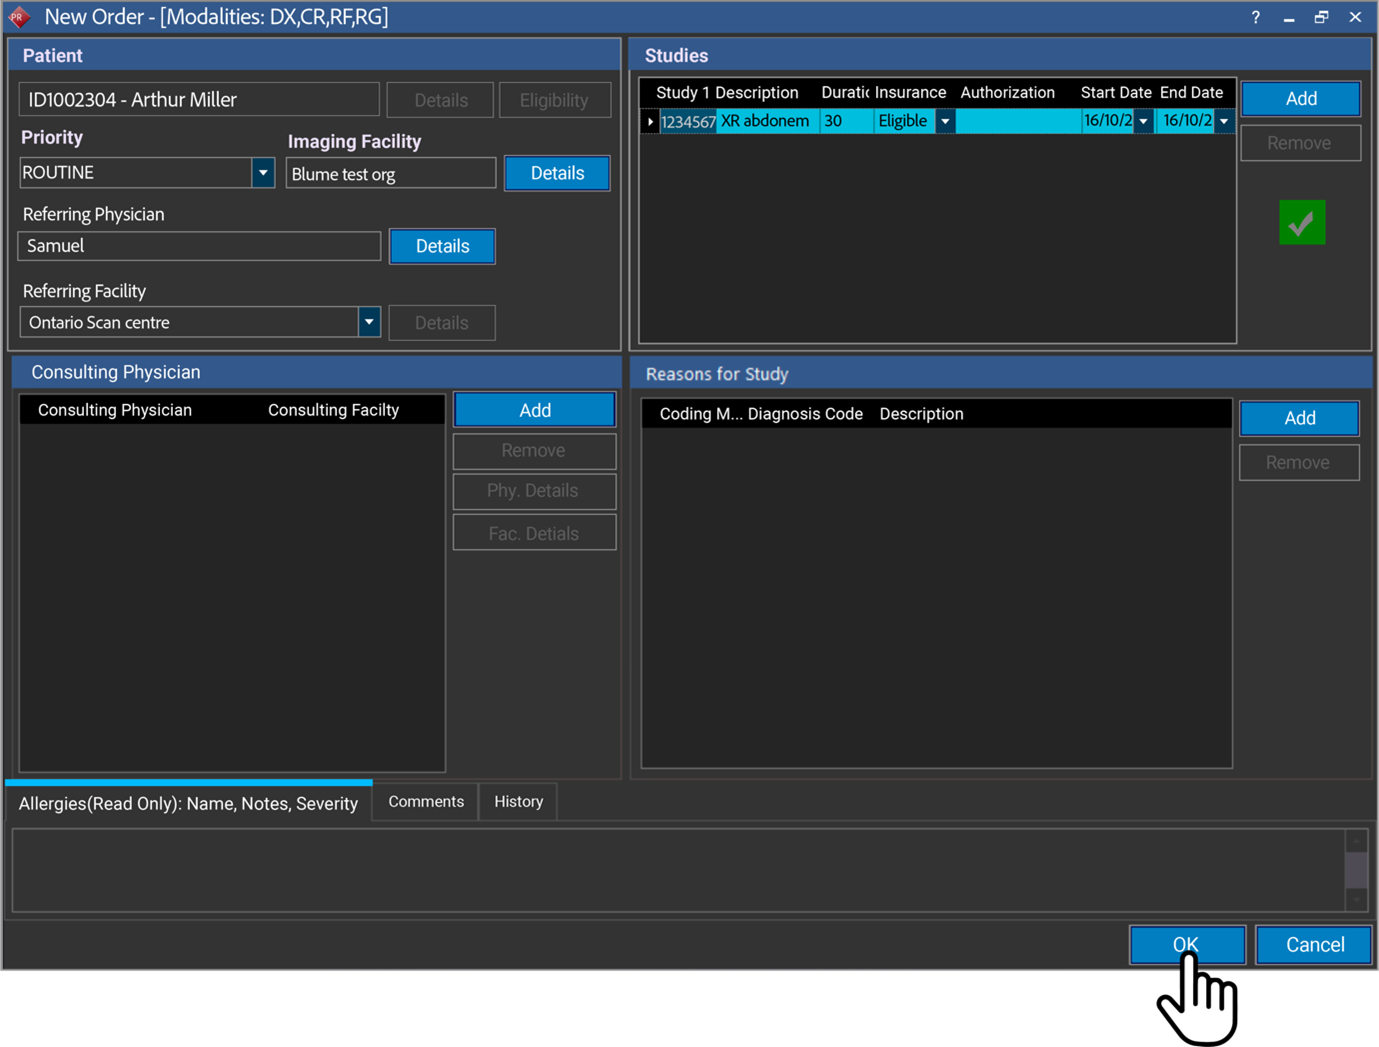 PR New Order - [Modalities: DX,CR,RF,RG] ?
Patient
ID1002304 - Arthur Miller Details Eligibility
Priority Imaging Facility
ROUTINE Blume test org Details
Referring Physician
Samuel Details
Referring Facility
Ontario Scan centre Details
Studies
Study 1 Description Duratic Insurance Authorization Start Date End Date Add
1234567 XR abdonem 30 Eligible 16/10/2 16/10/2
Remove
Consulting Physician
Consulting Physician Consulting Facilty Add
Remove
Phy. Details
Fac. Detials
Reasons for Study
Coding M... Diagnosis Code Description Add
Remove
Allergies(Read Only): Name, Notes, Severity Comments History
OK Cancel